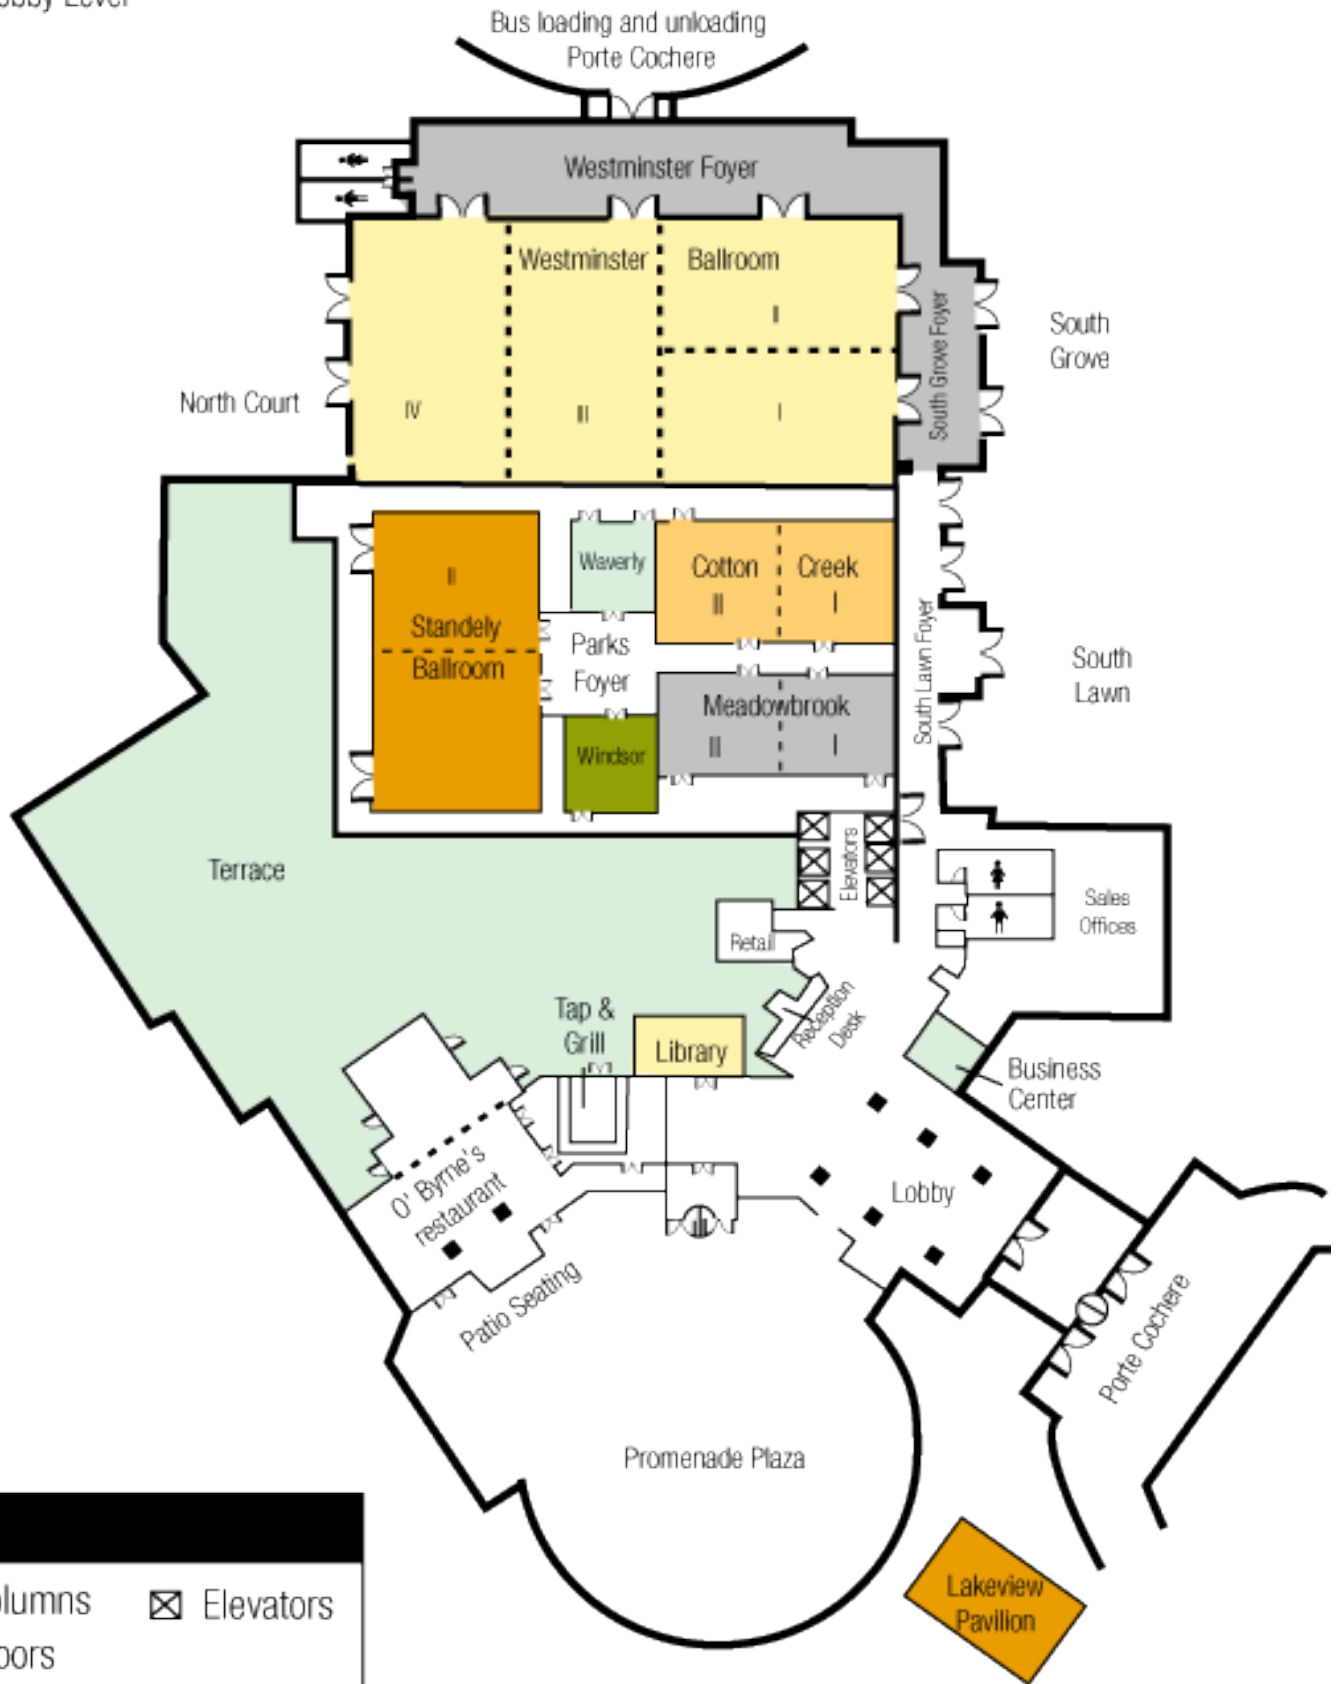 Bus loading and unloading
Porte Cochere
Westminster Foyer
Westminster Ballroom
II
South Grove Foyer
South
Grove
North Court
IV
III
I
II
Standely
Ballroom
Waverly
Cotton Creek
II I
Parks
Foyer
South Lawn Foyer
South
Lawn
Meadowbrook
II I
Windsor
Terrace
Elevators
Sales
Offices
Retail
Reception
Desk
Tap &
Grill
Library
Business
Center
O' Byrne's
restaurant
Lobby
Patio Seating
Porte Cochere
Promenade Plaza
Lakeview
Pavilion
Elevators